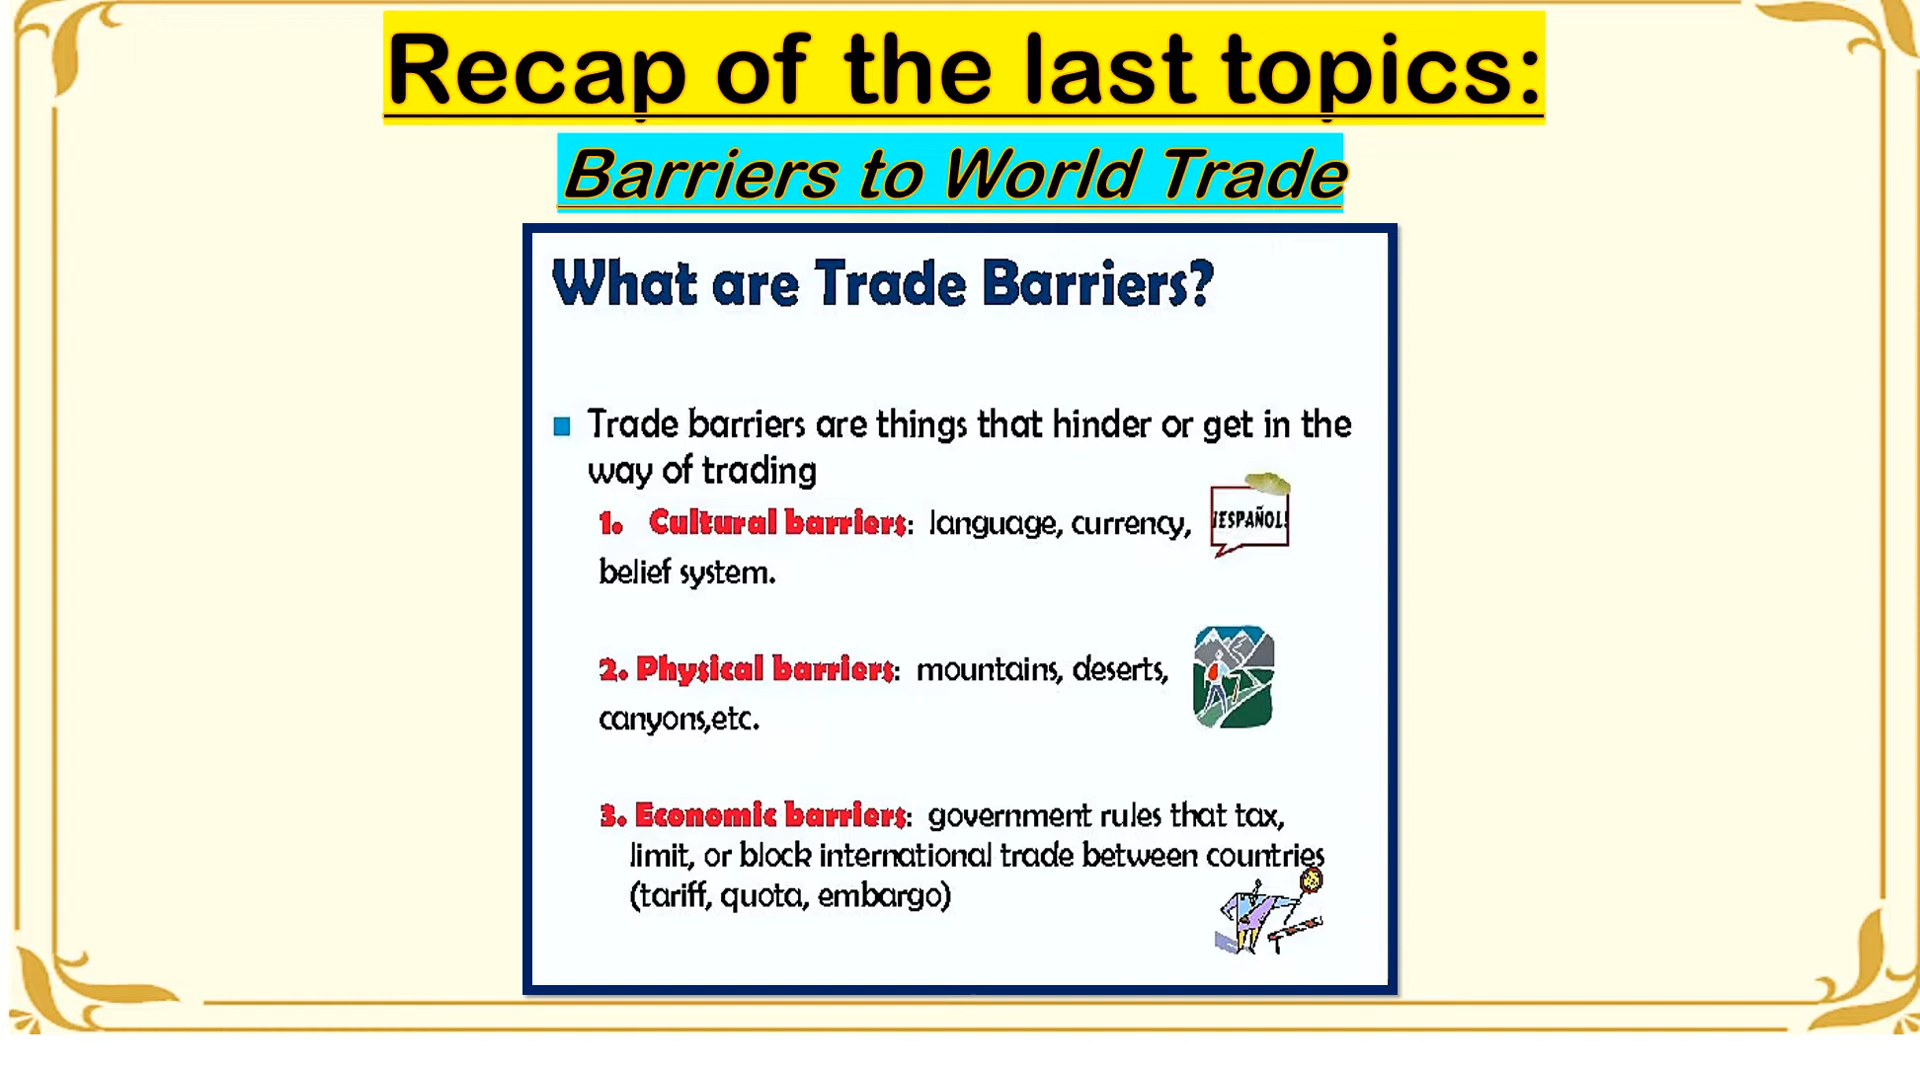 Recap of the last topics:
Barriers to World Trade
What are Trade Barriers?
Trade barriers are things that hinder or get in the
way of trading
1. Cultural barriers: language, currency,
belief system.
¡ESPAÑOL!
2. Physical barriers: mountains, deserts,
canyons,etc.
3. Economic barriers: government rules that tax,
limit, or block international trade between countries
(tariff, quota, embargo)